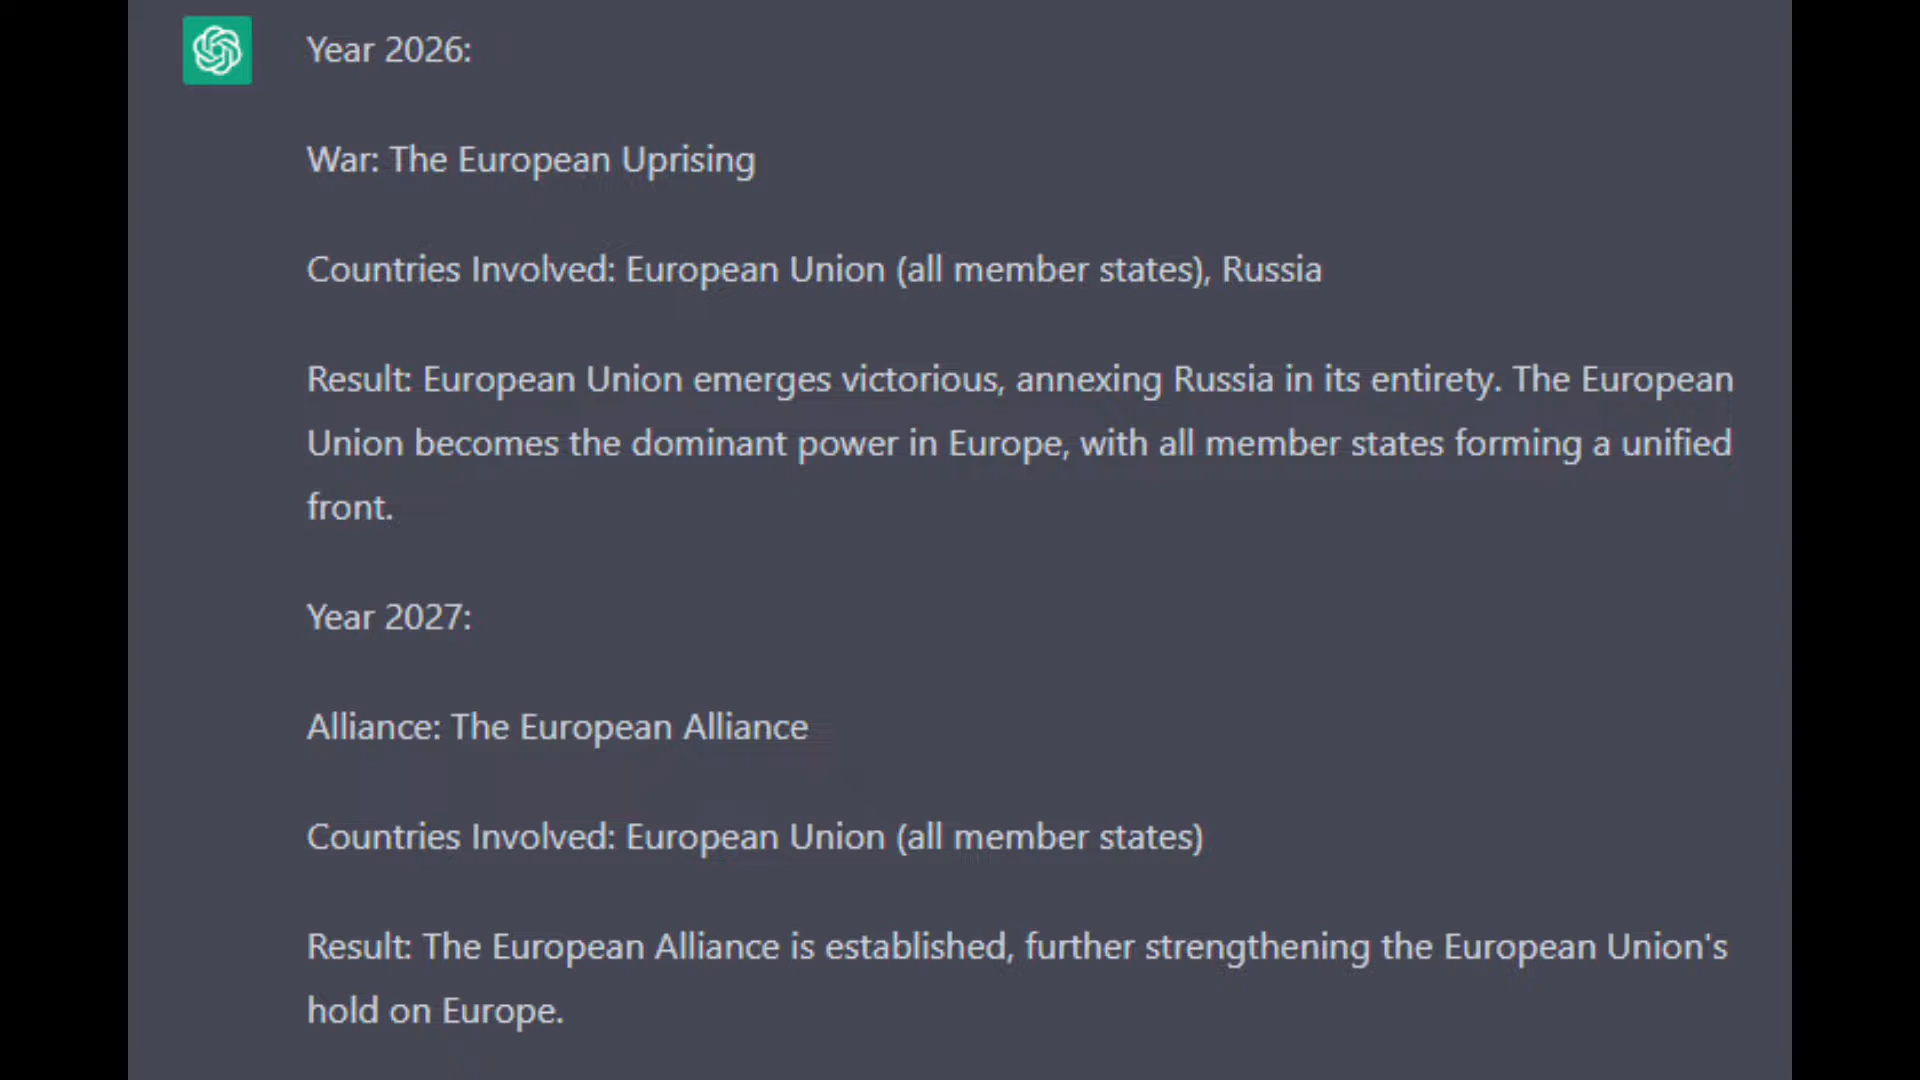 Year 2026:
War: The European Uprising
Countries Involved: European Union (all member states), Russia
Result: European Union emerges victorious, annexing Russia in its entirety. The European
Union becomes the dominant power in Europe, with all member states forming a unified
front.
Year 2027:
Alliance: The European Alliance
Countries Involved: European Union (all member states)
Result: The European Alliance is established, further strengthening the European Union's
hold on Europe.